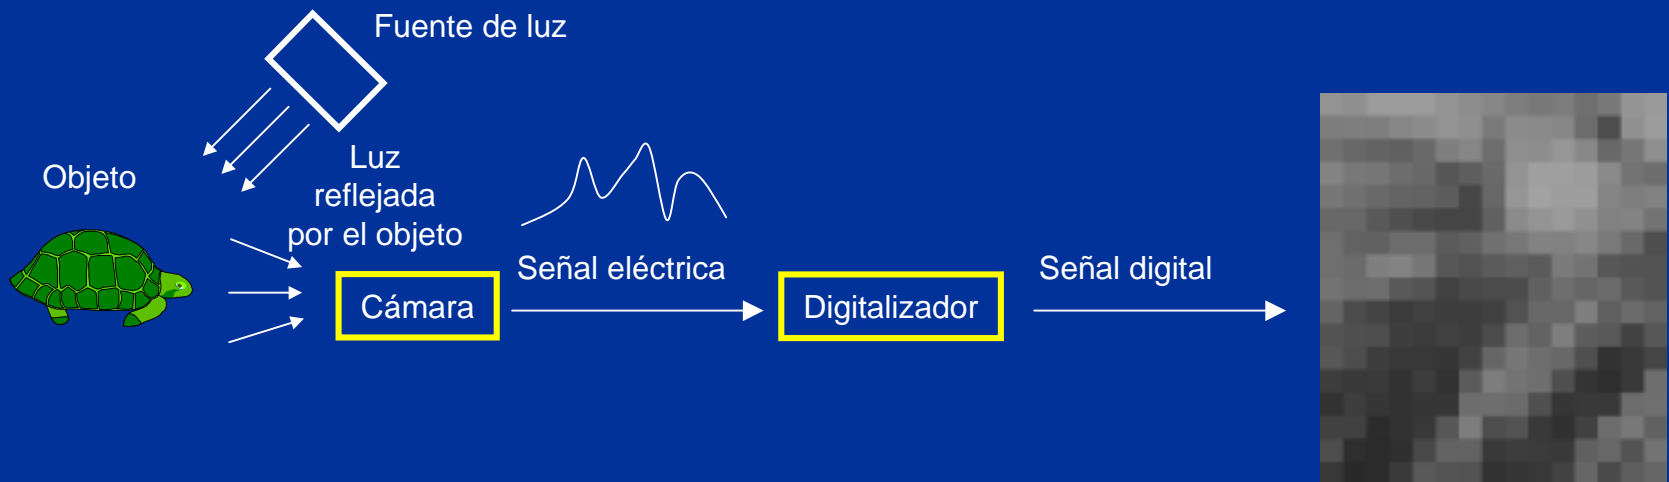 Fuente de luz
Objeto
Luz
reflejada
por el objeto
Cámara
Señal eléctrica
Digitalizador
Señal digital